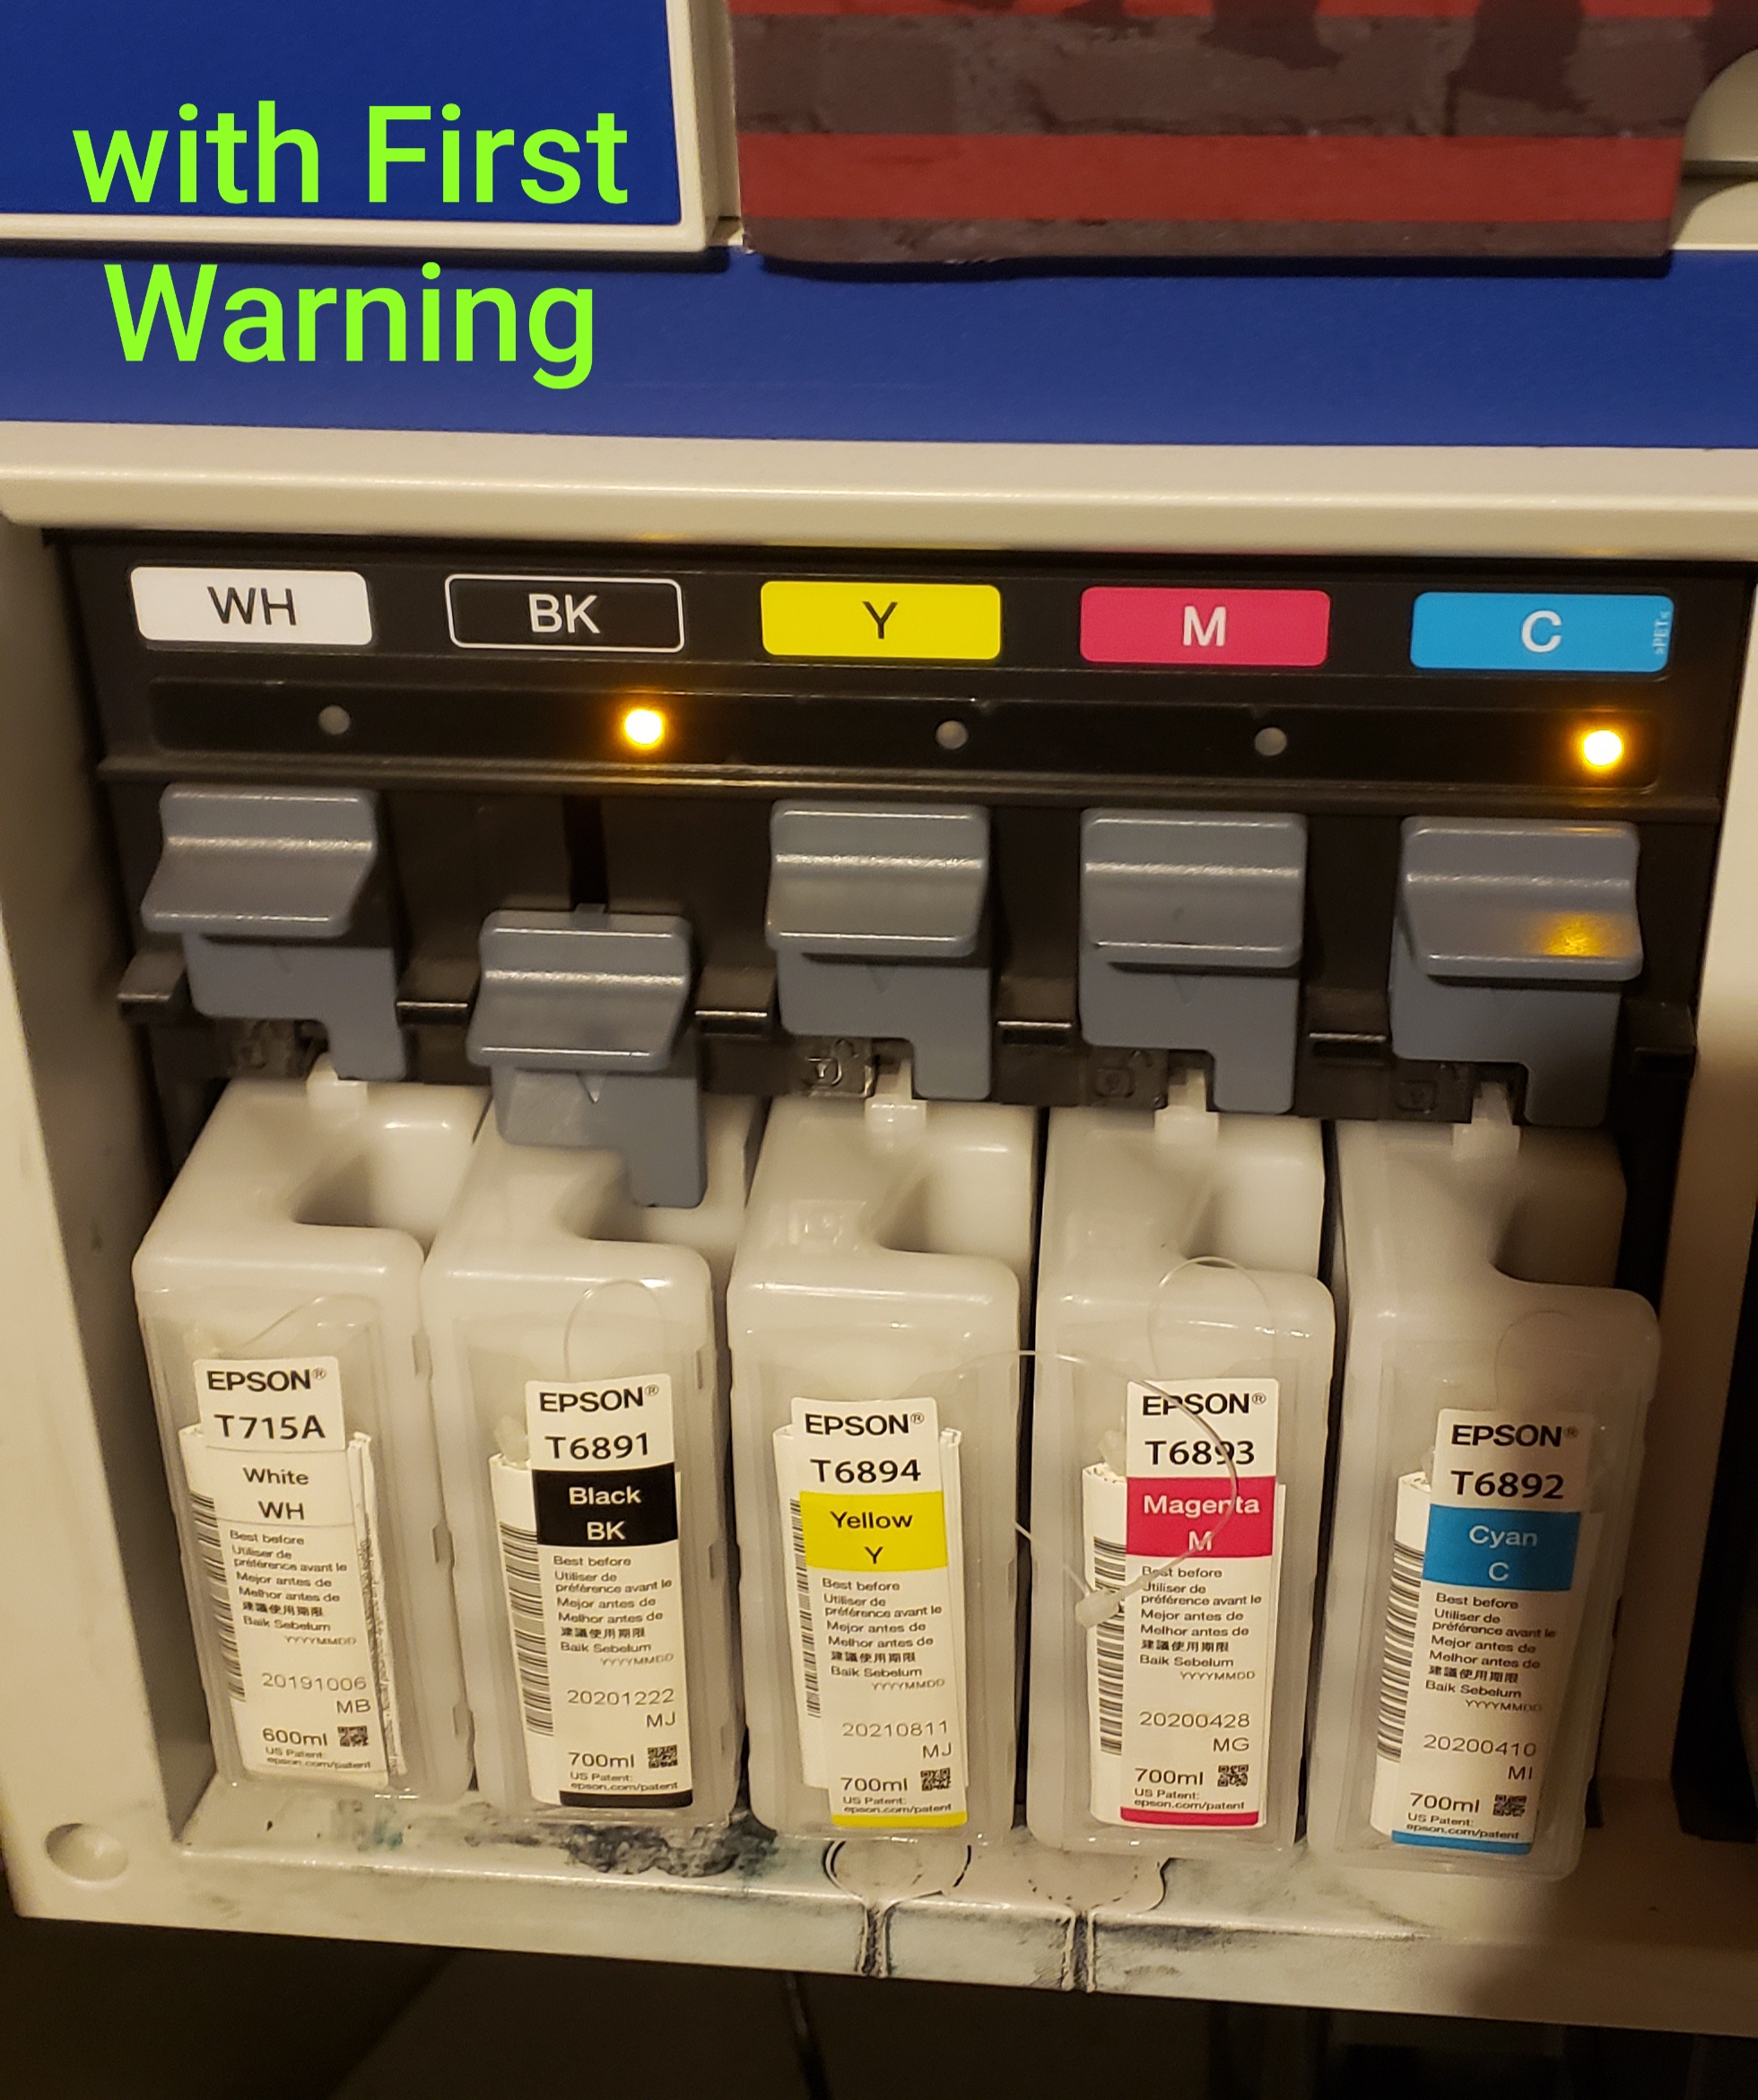 with First
Warning
WH
BK
Y
M
C
>PET<
EPSON®
T715A
White
WH
Best before
Utiliser de
préférence avant le
Mejor antes de
Melhor antes de
建議使用期限
Baik Sebelum
YYYYMMDD
20191006
MB
600ml
US Patent:
epson.com/patent
EPSON®
T6891
Black
BK
Best before
Utiliser de
préférence avant le
Mejor antes de
Melhor antes de
建議使用期限
Baik Sebelum
YYYYMMDD
20201222
MJ
700ml
US Patent:
epson.com/patent
EPSON®
T6894
Yellow
Y
Best before
Utiliser de
préférence avant le
Mejor antes de
Melhor antes de
建議使用期限
Baik Sebelum
YYYYMMDD
20210811
MJ
700ml
US Patent:
epson.com/patent
EPSON®
T6893
Magenta
M
Best before
Utiliser de
préférence avant le
Mejor antes de
Melhor antes de
建議使用期限
Baik Sebelum
YYYYMMDD
20200428
MG
700ml
US Patent:
epson.com/patent
EPSON®
T6892
Cyan
C
Best before
Utiliser de
préférence avant le
Mejor antes de
Melhor antes de
建議使用期限
Baik Sebelum
YYYYMMDD
20200410
MI
700ml
US Patent:
epson.com/patent